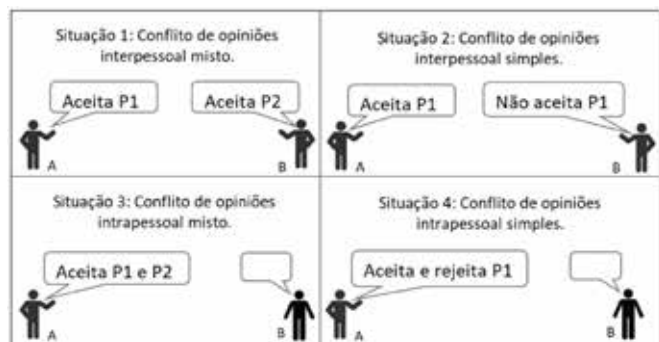 Situação 1: Conflito de opiniões
interpessoal misto.
Aceita P1
Aceita P2
A
B
Situação 2: Conflito de opiniões
interpessoal simples.
Aceita P1
Não aceita P1
A
B
Situação 3: Conflito de opiniões
intrapessoal misto.
Aceita P1 e P2
A
B
Situação 4: Conflito de opiniões
intrapessoal simples.
Aceita e rejeita P1
A
B